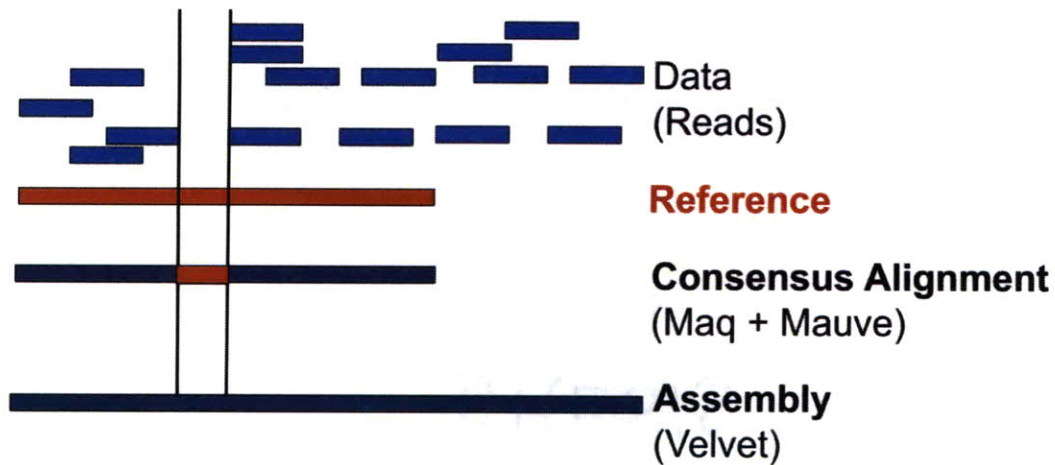 Data
(Reads)
Reference
Consensus Alignment
(Maq + Mauve)
Assembly
(Velvet)